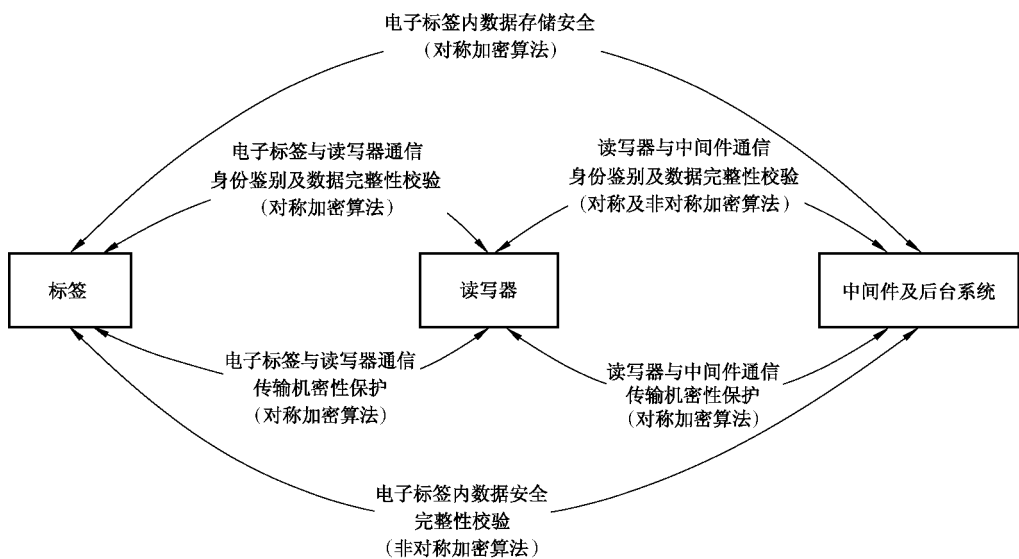 电子标签内数据存储安全
（对称加密算法）
电子标签与读写器通信
身份鉴别及数据完整性校验
（对称加密算法）
读写器与中间件通信
身份鉴别及数据完整性校验
（对称及非对称加密算法）
标签
读写器
中间件及后台系统
电子标签与读写器通信
传输机密性保护
（对称加密算法）
读写器与中间件通信
传输机密性保护
（对称加密算法）
电子标签内数据安全
完整性校验
（非对称加密算法）